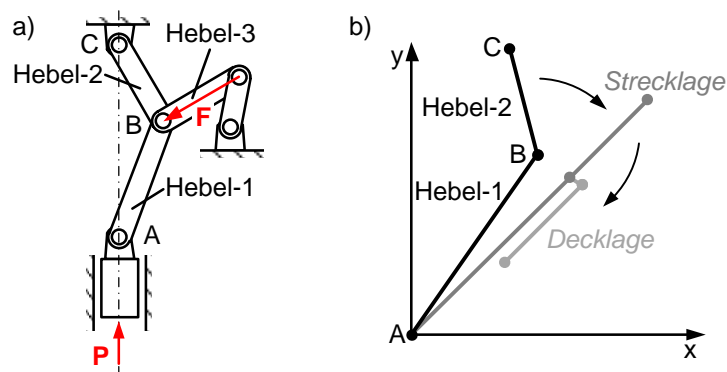 a)
C
Hebel-3
Hebel-2
B
F
Hebel-1
A
P
b)
y
C
Strecklage
Hebel-2
B
Hebel-1
Decklage
A
x